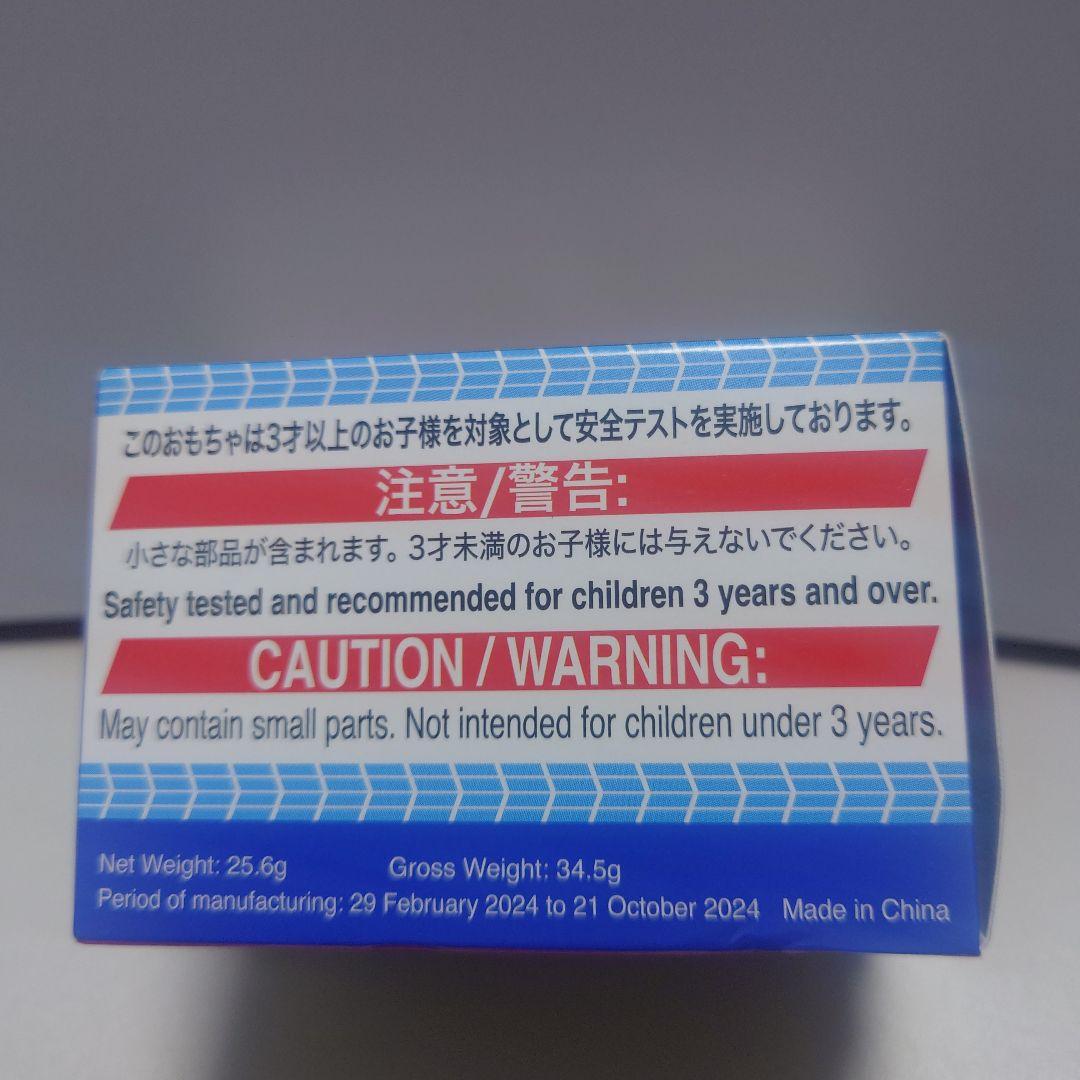 このおもちゃは3才以上のお子様を対象として安全テストを実施しております。
注意/警告:
小さな部品が含まれます。3才未満のお子様には与えないでください。
Safety tested and recommended for children 3 years and over.
CAUTION / WARNING:
May contain small parts. Not intended for children under 3 years.
Net Weight: 25.6g Gross Weight: 34.5g
Period of manufacturing: 29 February 2024 to 21 October 2024 Made in China